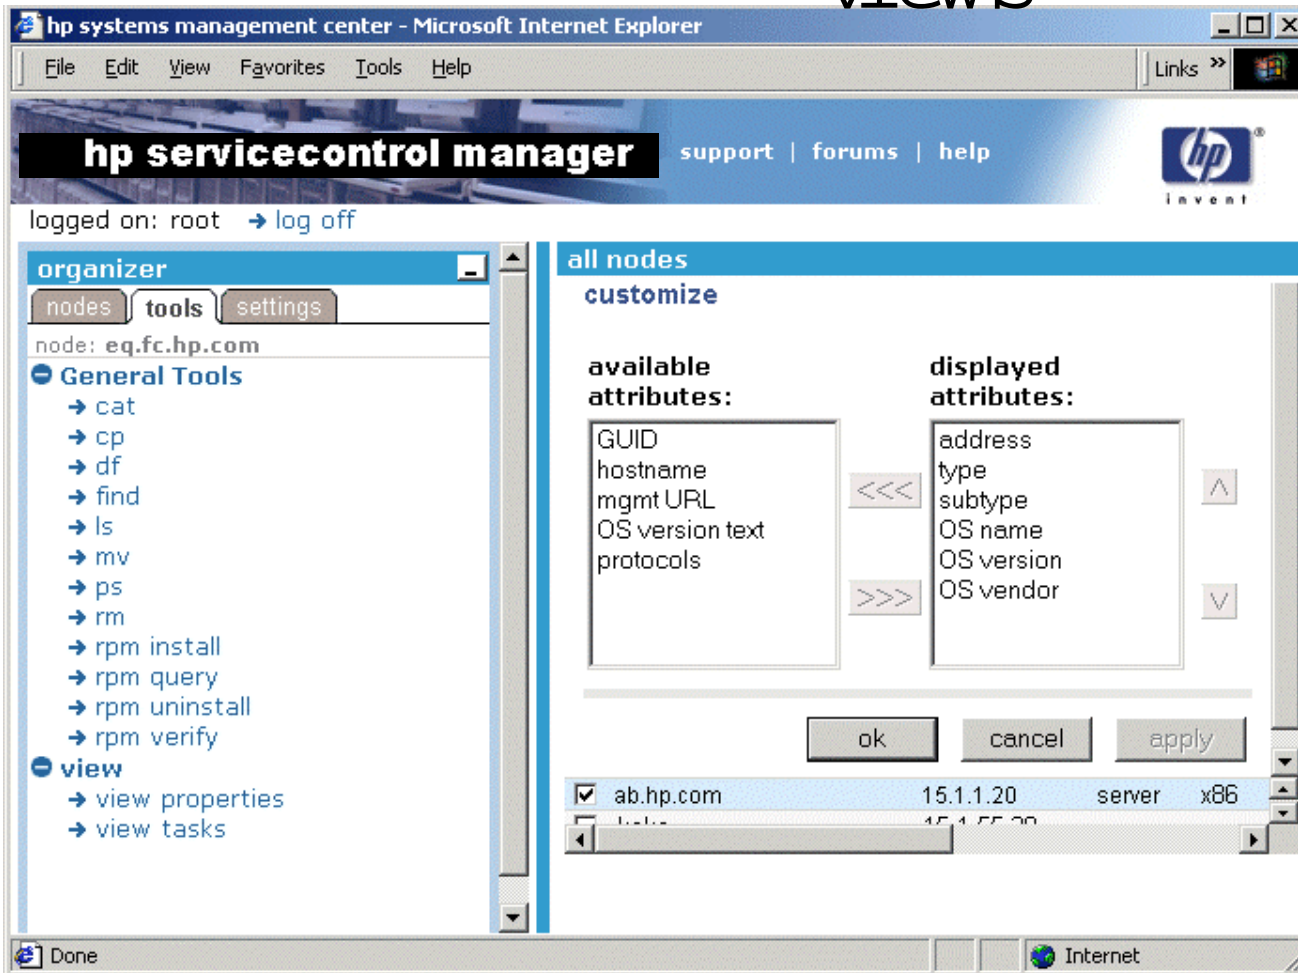 views
hp systems management center - Microsoft Internet Explorer
File Edit View Favorites Tools Help Links »
hp servicecontrol manager support | forums | help
hp®
invent
logged on: root → log off
organizer
nodes tools settings
node: eq.fc.hp.com
General Tools
→ cat
→ cp
→ df
→ find
→ ls
→ mv
→ ps
→ rm
→ rpm install
→ rpm query
→ rpm uninstall
→ rpm verify
view
→ view properties
→ view tasks
all nodes
customize
available
attributes:
GUID
hostname
mgmt URL
OS version text
protocols
<<<
>>>
displayed
attributes:
address
type
subtype
OS name
OS version
OS vendor
ok cancel apply
ab.hp.com 15.1.1.20 server x86
Done Internet